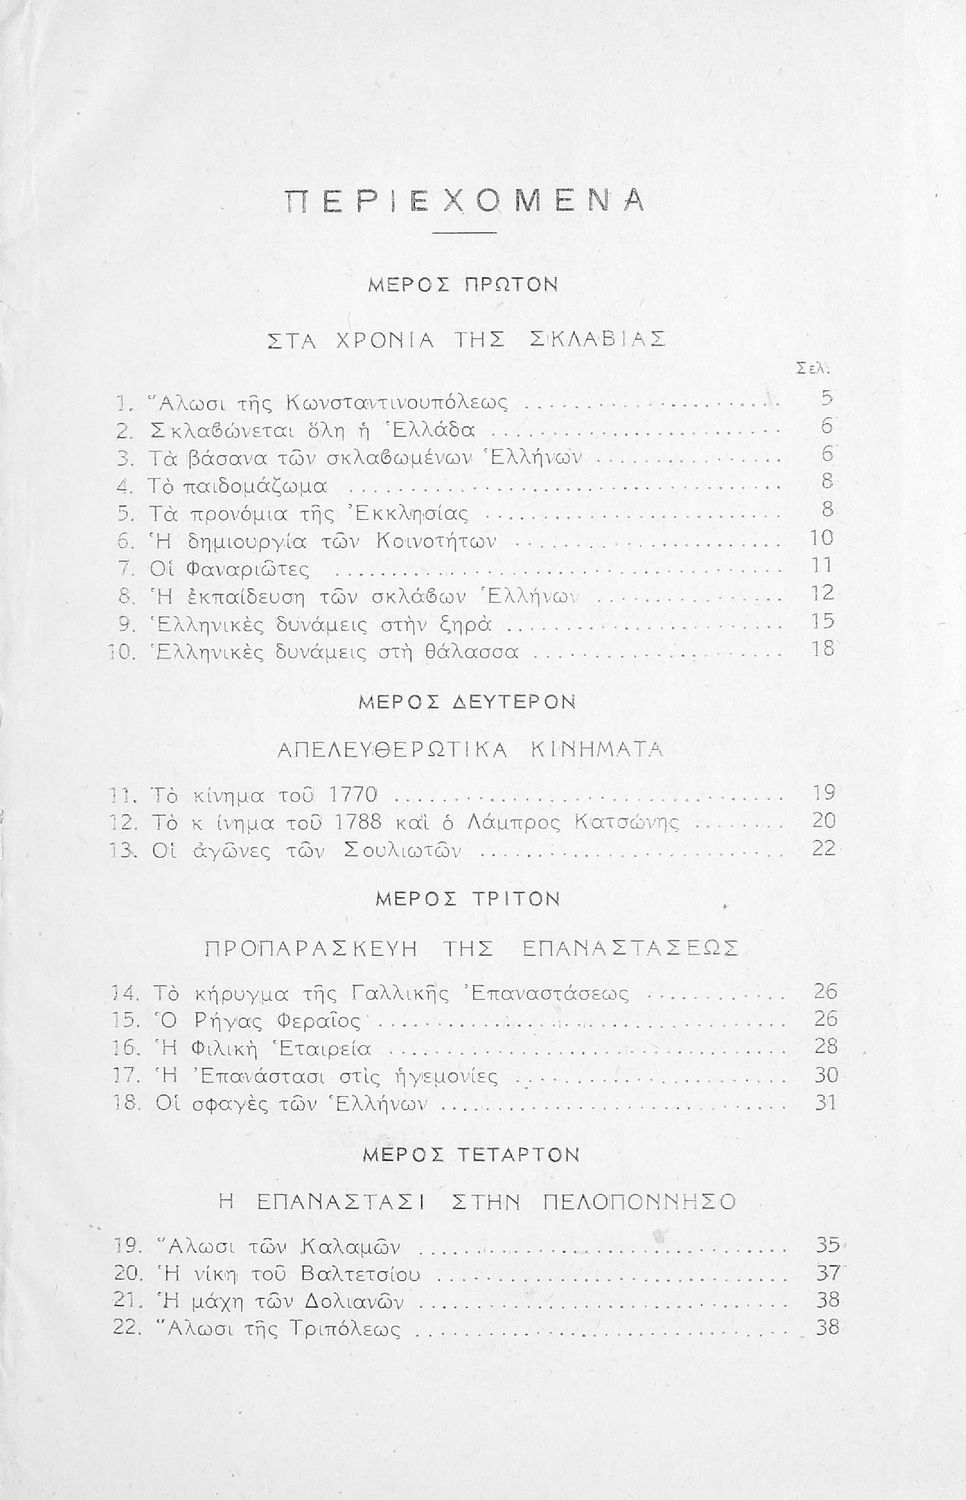 ΠΕΡΙΕΧΟΜΕΝΑ
ΜΕΡΟΣ ΠΡΩΤΟΝ
ΣΤΑ ΧΡΟΝΙΑ ΤΗΣ ΣΚΛΑΒΙΑΣ
Σελ.
1. Ἅλωσι τῆς Κωνσταντινουπόλεως .......... 5
2. Σκλαβώνεται ὅλη ἡ Ἑλλάδα .......... 6
3. Τὰ βάσανα τῶν σκλαβωμένων Ἑλλήνων .......... 6
4. Τὸ παιδομάζωμα .......... 8
5. Τὰ προνόμια τῆς Ἐκκλησίας .......... 8
6. Ἡ δημιουργία τῶν Κοινοτήτων .......... 10
7. Οἱ Φαναριῶτες .......... 11
8. Ἡ ἐκπαίδευση τῶν σκλάβων Ἑλλήνων .......... 12
9. Ἑλληνικὲς δυνάμεις στὴν ξηρὰ .......... 15
10. Ἑλληνικὲς δυνάμεις στὴ θάλασσα .......... 18
ΜΕΡΟΣ ΔΕΥΤΕΡΟΝ
ΑΠΕΛΕΥΘΕΡΩΤΙΚΑ ΚΙΝΗΜΑΤΑ
11. Τὸ κίνημα τοῦ 1770 .......... 19
12. Τὸ κ ίνημα τοῦ 1788 καὶ ὁ Λάμπρος Κατσώνης .......... 20
13. Οἱ ἀγῶνες τῶν Σουλιωτῶν .......... 22
ΜΕΡΟΣ ΤΡΙΤΟΝ
ΠΡΟΠΑΡΑΣΚΕΥΗ ΤΗΣ ΕΠΑΝΑΣΤΑΣΕΩΣ
14. Τὸ κήρυγμα τῆς Γαλλικῆς Ἐπαναστάσεως .......... 26
15. Ὁ Ρήγας Φεραῖος .......... 26
16. Ἡ Φιλικὴ Ἑταιρεία .......... 28
17. Ἡ Ἐπανάστασι στὶς ἡγεμονίες .......... 30
18. Οἱ σφαγὲς τῶν Ἑλλήνων .......... 31
ΜΕΡΟΣ ΤΕΤΑΡΤΟΝ
Η ΕΠΑΝΑΣΤΑΣΙ ΣΤΗΝ ΠΕΛΟΠΟΝΝΗΣΟ
19. Ἅλωσι τῶν Καλαμῶν .......... 35
20. Ἡ νίκη τοῦ Βαλτετσίου .......... 37
21. Ἡ μάχη τῶν Δολιανῶν .......... 38
22. Ἅλωσι τῆς Τριπόλεως .......... 38